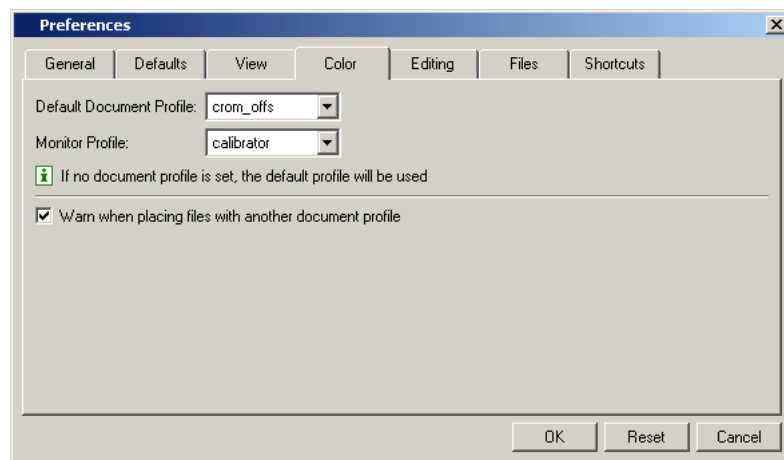 Preferences
General Defaults View Color Editing Files Shortcuts
Default Document Profile: crom_offs
Monitor Profile: calibrator
If no document profile is set, the default profile will be used
Warn when placing files with another document profile
OK Reset Cancel